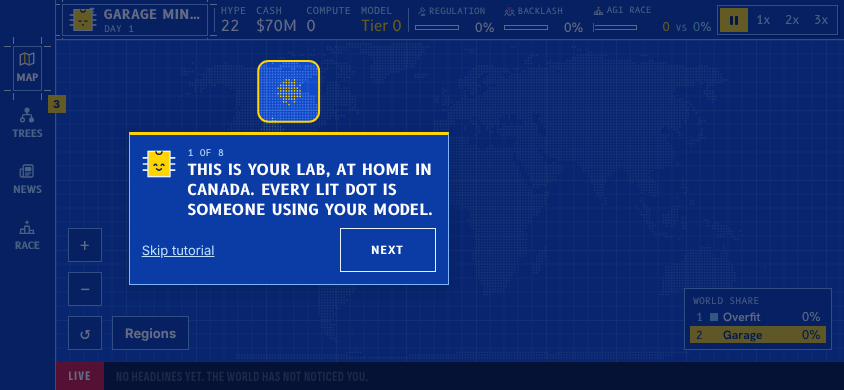 GARAGE MIN...
DAY 1
HYPE
22
CASH
$70M
COMPUTE
0
MODEL
Tier 0
REGULATION
0%
BACKLASH
0%
AGI RACE
0 vs 0%
1x 2x 3x
MAP
3
TREES
NEWS
RACE
1 OF 8
THIS IS YOUR LAB, AT HOME IN
CANADA. EVERY LIT DOT IS
SOMEONE USING YOUR MODEL.
Skip tutorial
NEXT
+
−
↺
Regions
WORLD SHARE
1 Overfit 0%
2 Garage 0%
LIVE
NO HEADLINES YET. THE WORLD HAS NOT NOTICED YOU.